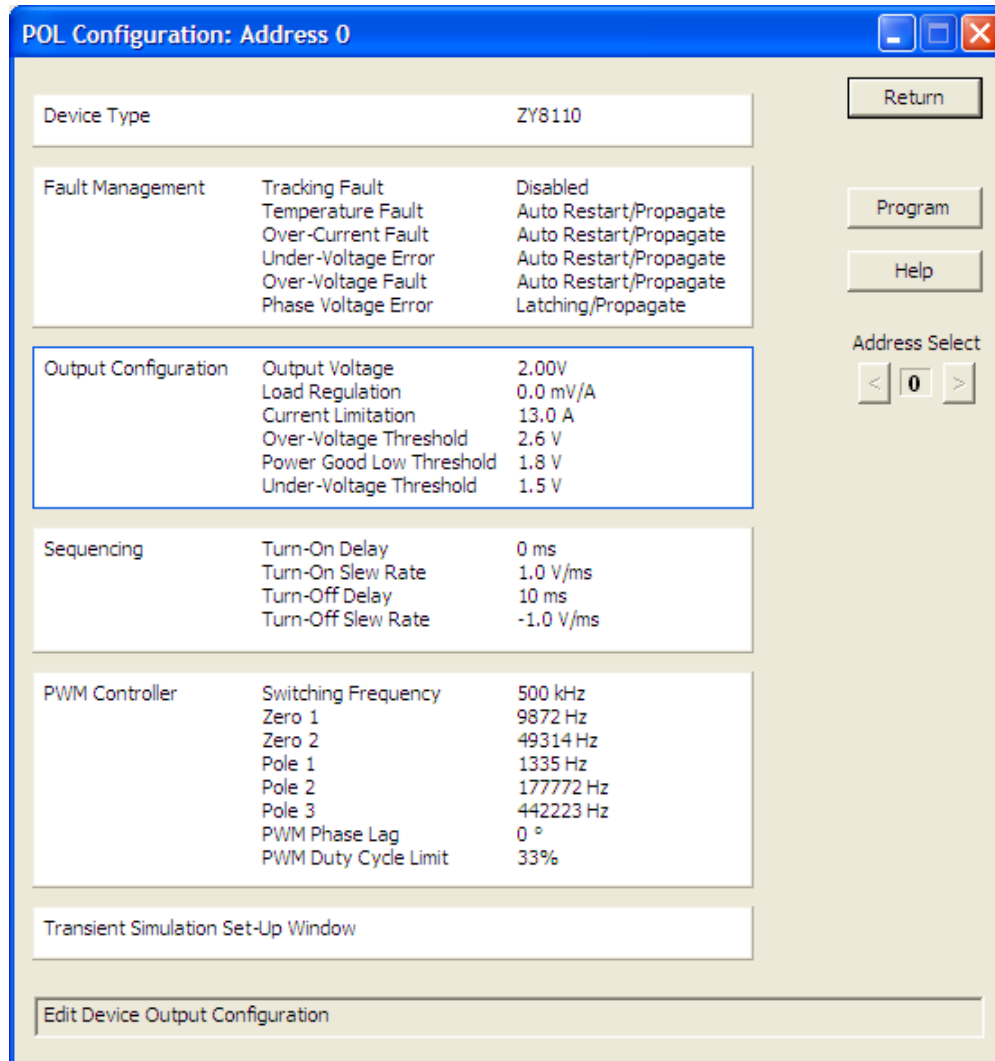 POL Configuration: Address 0
Device Type ZY8110
Return
Fault Management Tracking Fault Disabled
Temperature Fault Auto Restart/Propagate
Over-Current Fault Auto Restart/Propagate
Under-Voltage Error Auto Restart/Propagate
Over-Voltage Fault Auto Restart/Propagate
Phase Voltage Error Latching/Propagate
Program
Help
Address Select
< 0 >
Output Configuration Output Voltage 2.00V
Load Regulation 0.0 mV/A
Current Limitation 13.0 A
Over-Voltage Threshold 2.6 V
Power Good Low Threshold 1.8 V
Under-Voltage Threshold 1.5 V
Sequencing Turn-On Delay 0 ms
Turn-On Slew Rate 1.0 V/ms
Turn-Off Delay 10 ms
Turn-Off Slew Rate -1.0 V/ms
PWM Controller Switching Frequency 500 kHz
Zero 1 9872 Hz
Zero 2 49314 Hz
Pole 1 1335 Hz
Pole 2 177772 Hz
Pole 3 442223 Hz
PWM Phase Lag 0 °
PWM Duty Cycle Limit 33%
Transient Simulation Set-Up Window
Edit Device Output Configuration